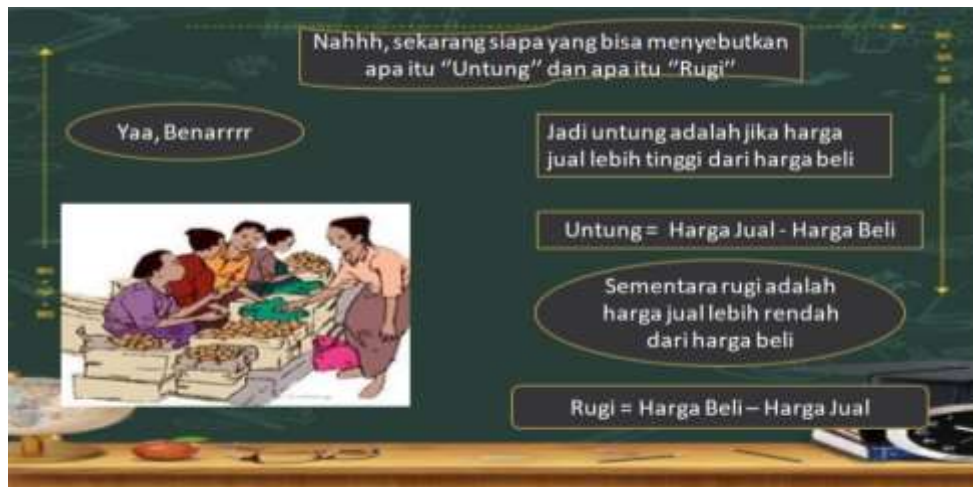 Nahhh, sekarang siapa yang bisa menyebutkan
apa itu “Untung” dan apa itu “Rugi”
Yaa, Benarrrr
Jadi untung adalah jika harga
jual lebih tinggi dari harga beli
Untung = Harga Jual - Harga Beli
Sementara rugi adalah
harga jual lebih rendah
dari harga beli
Rugi = Harga Beli – Harga Jual